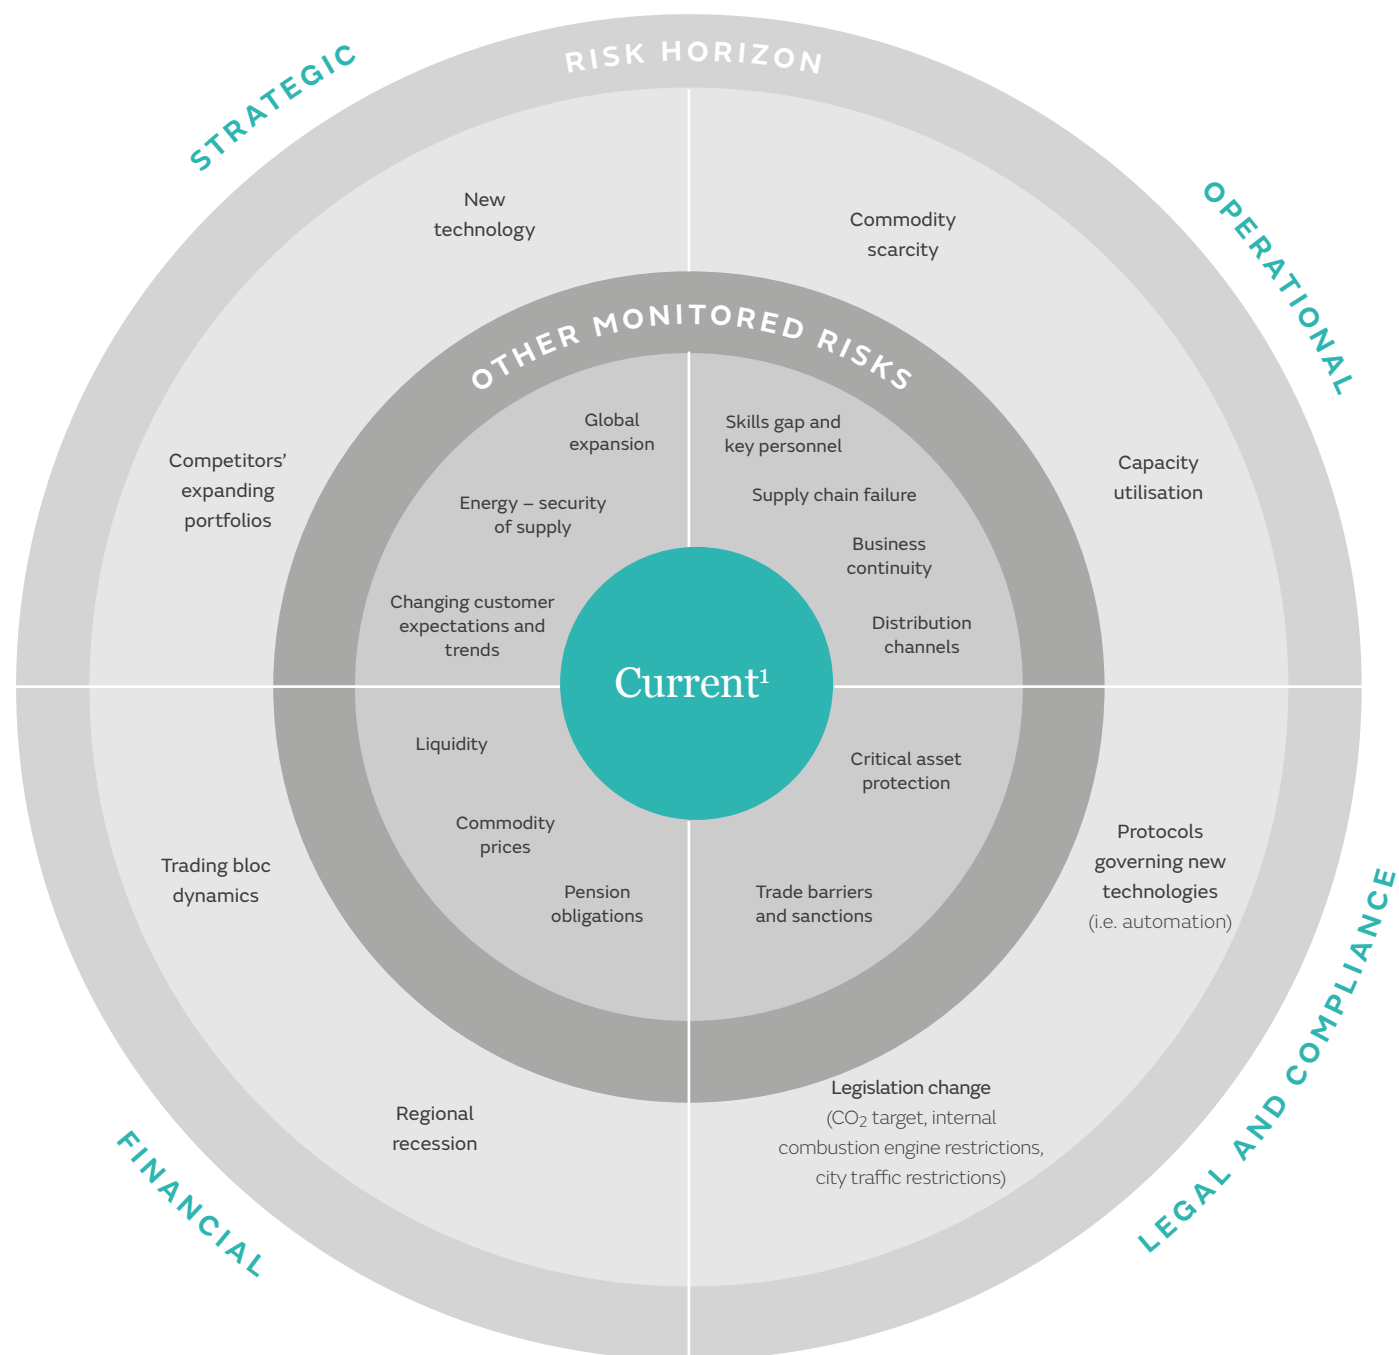 STRATEGIC
RISK HORIZON
OPERATIONAL
New
technology
Commodity
scarcity
Competitors’
expanding
portfolios
Capacity
utilisation
OTHER MONITORED RISKS
Global
expansion
Energy – security
of supply
Changing customer
expectations and
trends
Skills gap and
key personnel
Supply chain failure
Business
continuity
Distribution
channels
Current¹
Liquidity
Commodity
prices
Pension
obligations
Critical asset
protection
Trade barriers
and sanctions
Trading bloc
dynamics
Regional
recession
Protocols
governing new
technologies
(i.e. automation)
Legislation change
(CO₂ target, internal
combustion engine restrictions,
city traffic restrictions)
FINANCIAL
LEGAL AND COMPLIANCE